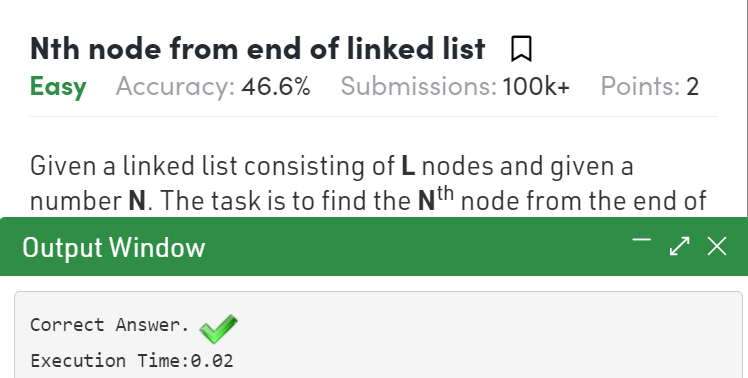 Nth node from end of linked list
Easy Accuracy: 46.6% Submissions: 100k+ Points: 2
Given a linked list consisting of L nodes and given a
number N. The task is to find the Nth node from the end of
Output Window
Correct Answer.
Execution Time:0.02